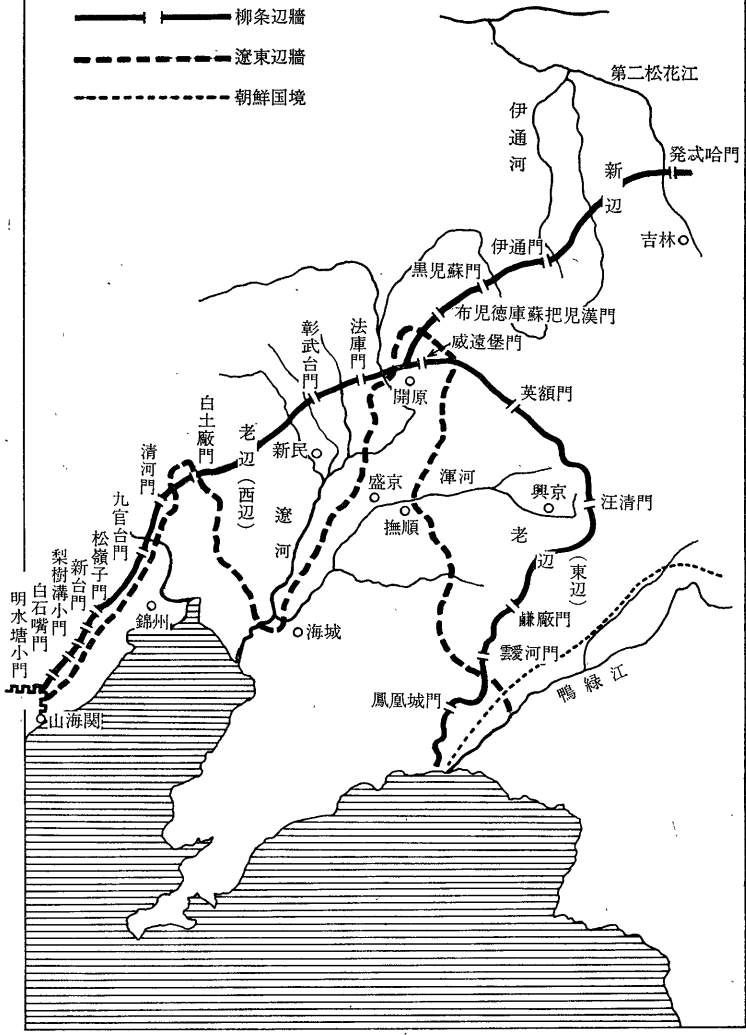 柳条辺牆
遼東辺牆
朝鮮国境
第二松花江
伊通河
発忒哈門
新辺
吉林
伊通門
黒児蘇門
布児徳庫蘇把児漢門
威遠堡門
法庫門
彰武台門
開原
英額門
白土廠門
老辺（西辺）
新民
清河門
盛京
撫順
渾河
興京
汪清門
九官台門
遼河
老辺（東辺）
松嶺子門
新台門
梨樹溝小門
白石嘴門
明水塘小門
錦州
海城
鹻廠門
靉河門
鳳凰城門
鴨緑江
山海関